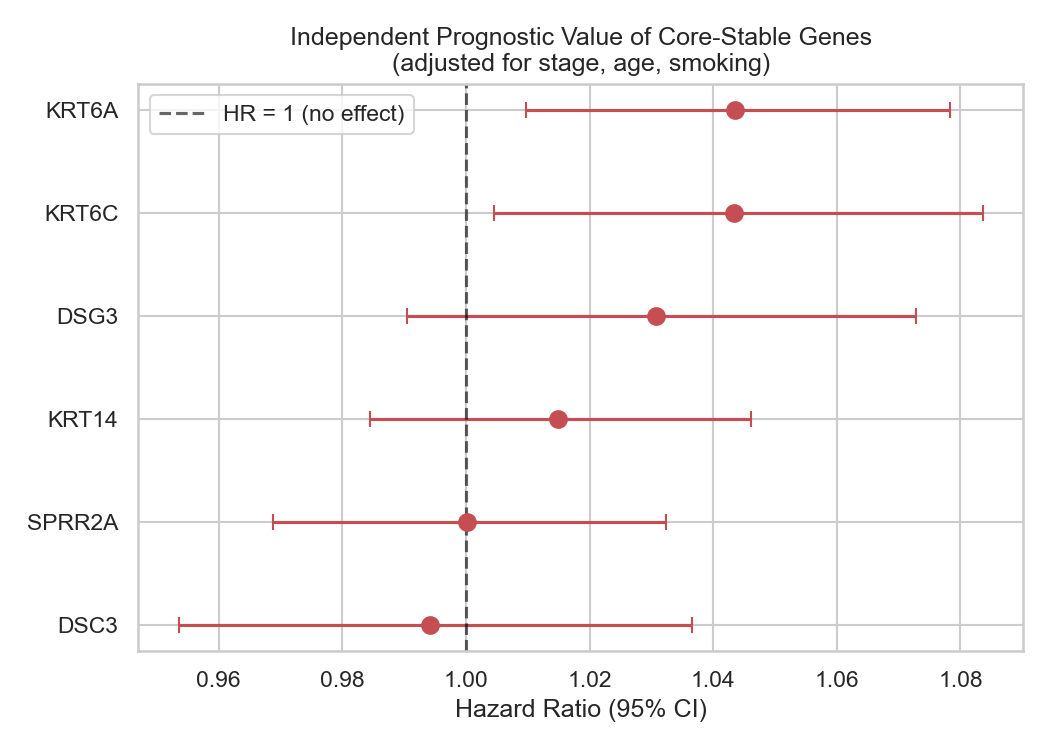 Independent Prognostic Value of Core-Stable Genes
(adjusted for stage, age, smoking)
HR = 1 (no effect)
KRT6A
KRT6C
DSG3
KRT14
SPRR2A
DSC3
0.96 0.98 1.00 1.02 1.04 1.06 1.08
Hazard Ratio (95% CI)